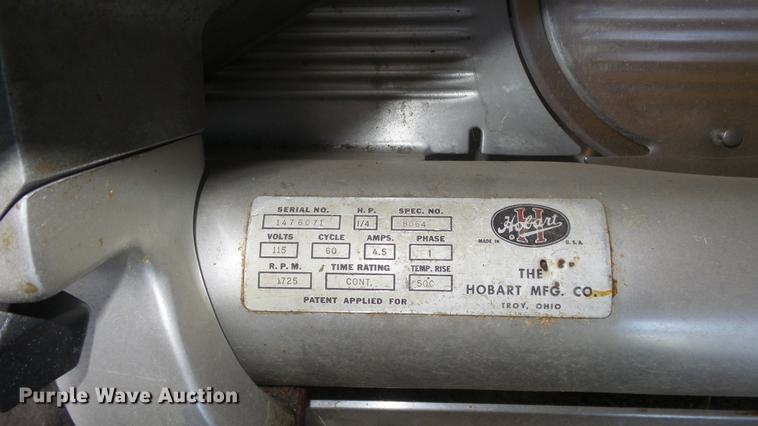 SERIAL NO. H.P. SPEC. NO.
1476071 1/4 8064
VOLTS CYCLE AMPS. PHASE
115 60 4.5 1
R.P.M. TIME RATING TEMP. RISE
1725 CONT. 50C
PATENT APPLIED FOR
Hobart
H
MADE IN U.S.A.
THE
HOBART MFG. CO.
TROY, OHIO
Purple Wave Auction